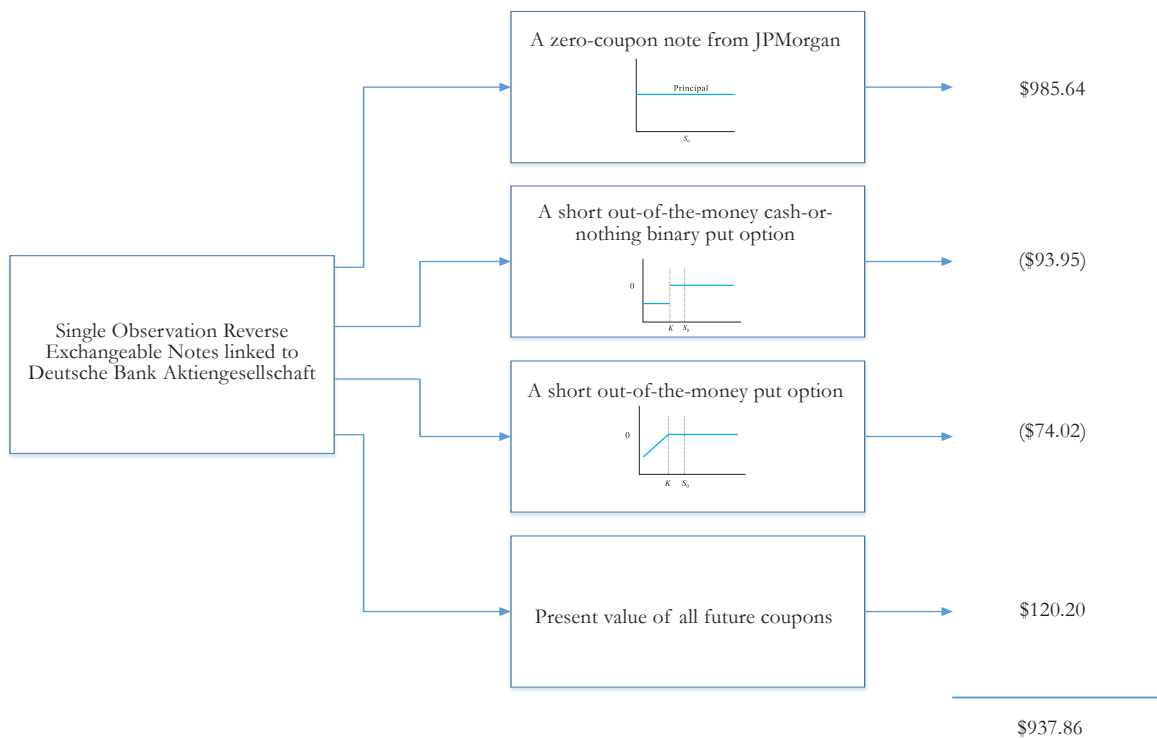 A zero-coupon note from JPMorgan
Principal
S0
$985.64
A short out-of-the-money cash-or-
nothing binary put option
0
K S0
($93.95)
Single Observation Reverse
Exchangeable Notes linked to
Deutsche Bank Aktiengesellschaft
A short out-of-the-money put option
0
K S0
($74.02)
Present value of all future coupons
$120.20
$937.86